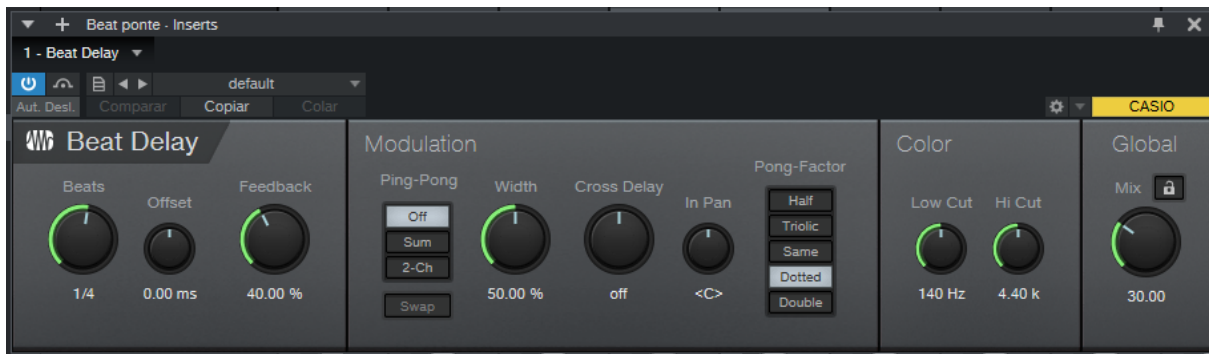 Beat ponte - Inserts
1 - Beat Delay
default
Aut. Desl. Comparar Copiar Colar CASIO
Beat Delay Modulation Color Global
Beats Offset Feedback Ping-Pong Width Cross Delay In Pan Pong-Factor Low Cut Hi Cut Mix
Off Half
Sum Triolic
2-Ch Same
Dotted
Swap Double
1/4 0.00 ms 40.00 % 50.00 % off <C> 140 Hz 4.40 k 30.00